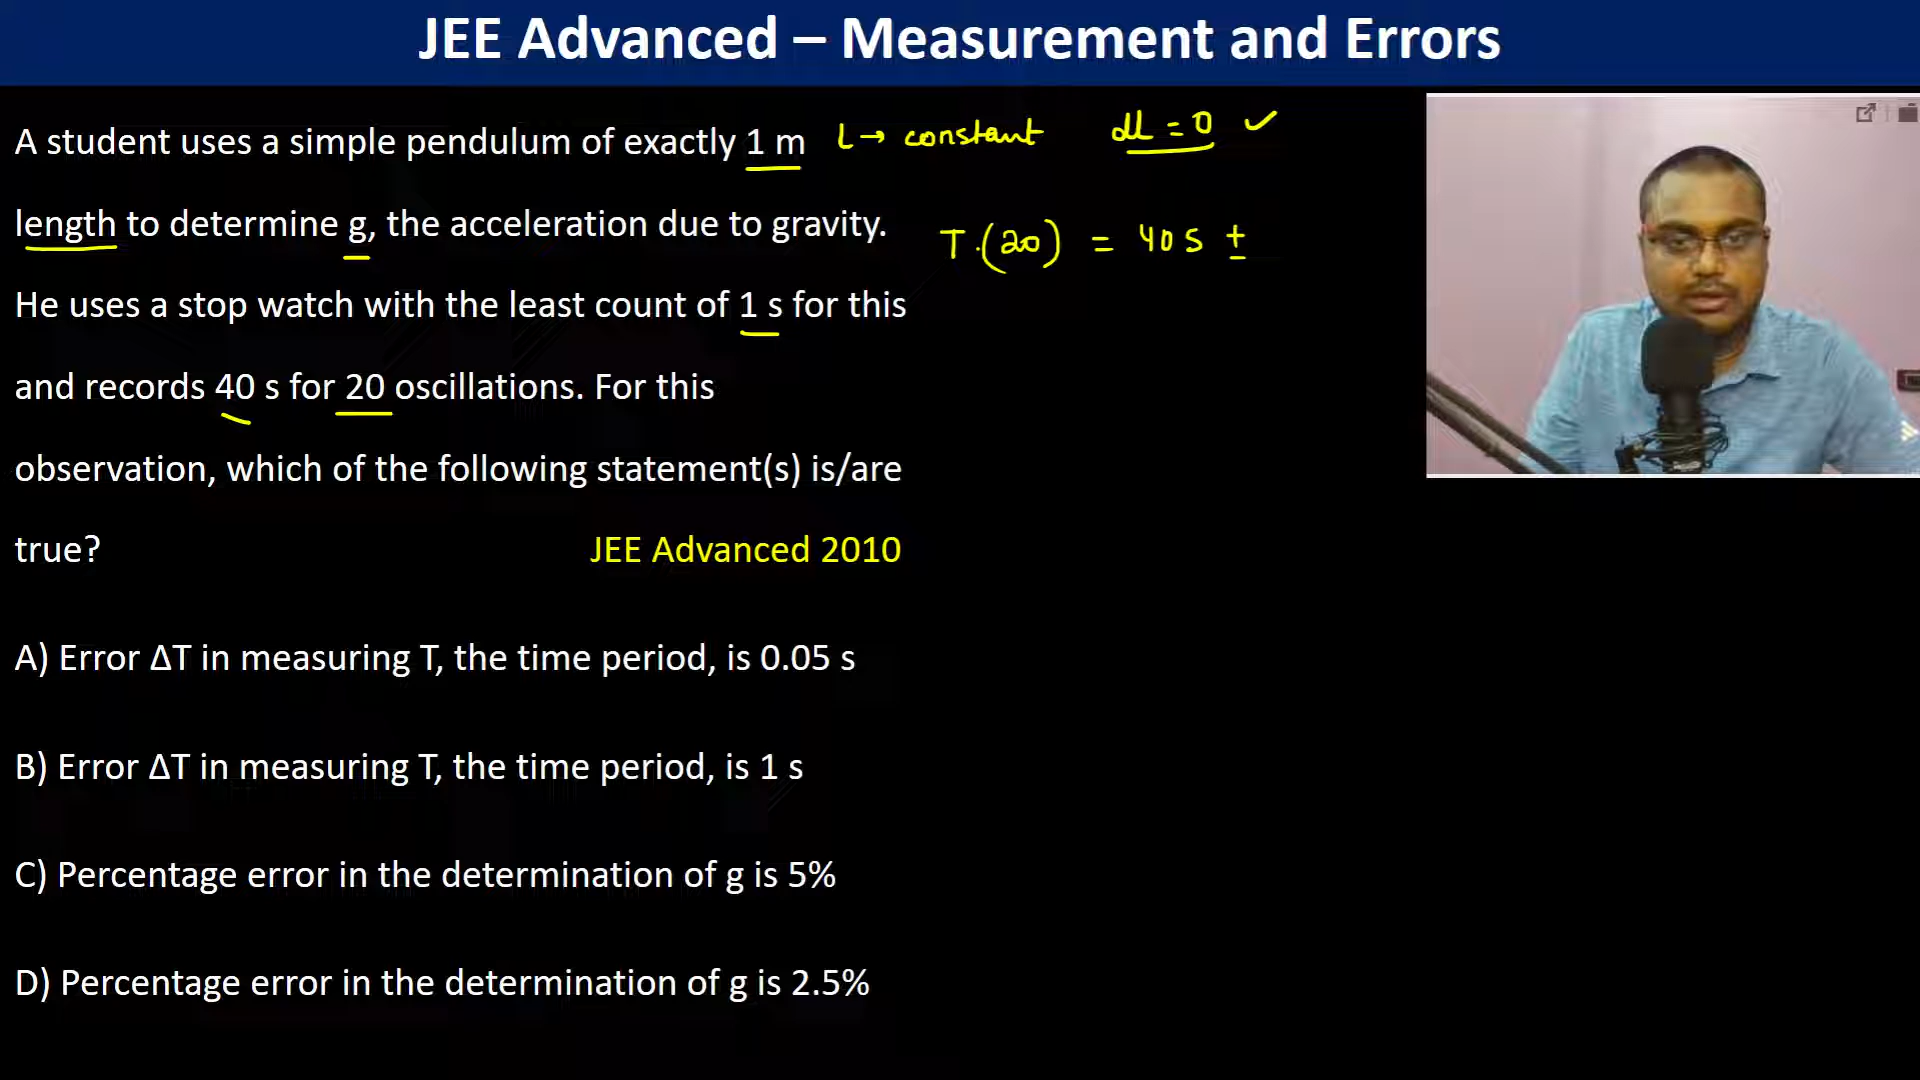 JEE Advanced – Measurement and Errors
A student uses a simple pendulum of exactly 1 m
L → constant dL = 0 ✓
length to determine g, the acceleration due to gravity.
T.(20) = 40 s ±
He uses a stop watch with the least count of 1 s for this
and records 40 s for 20 oscillations. For this
observation, which of the following statement(s) is/are
true? JEE Advanced 2010
A) Error ΔT in measuring T, the time period, is 0.05 s
B) Error ΔT in measuring T, the time period, is 1 s
C) Percentage error in the determination of g is 5%
D) Percentage error in the determination of g is 2.5%